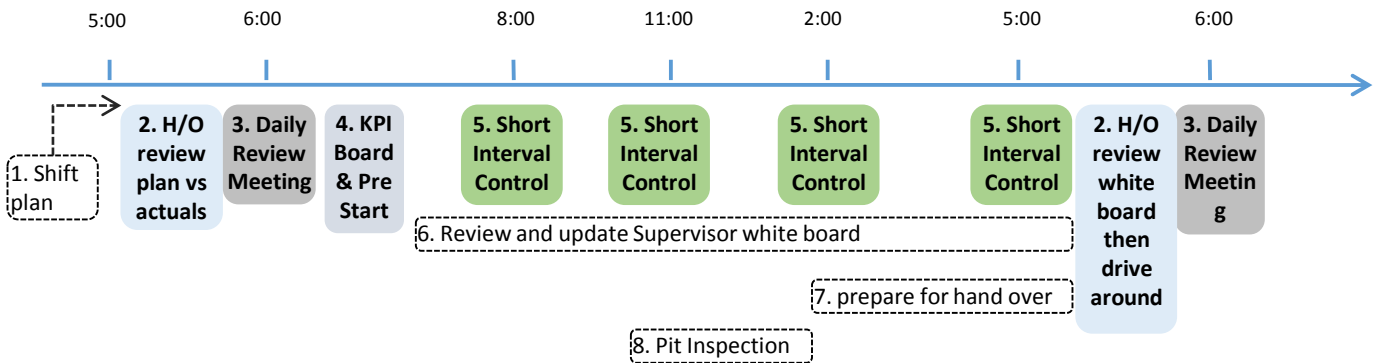 5:00 6:00 8:00 11:00 2:00 5:00 6:00
1. Shift
plan
2. H/O
review
plan vs
actuals
3. Daily
Review
Meeting
4. KPI
Board
& Pre
Start
5. Short
Interval
Control
5. Short
Interval
Control
5. Short
Interval
Control
5. Short
Interval
Control
2. H/O
review
white
board
then
drive
around
3. Daily
Review
Meetin
g
6. Review and update Supervisor white board
7. prepare for hand over
8. Pit Inspection